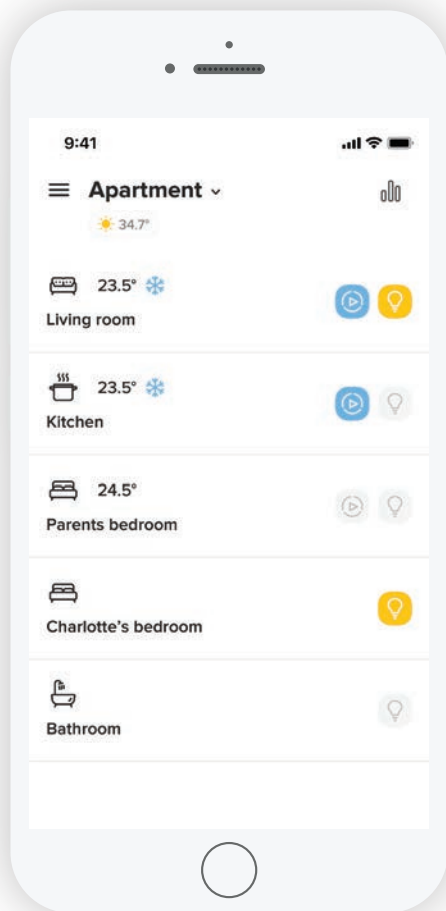 9:41
Apartment
34.7°
23.5°
Living room
23.5°
Kitchen
24.5°
Parents bedroom
Charlotte's bedroom
Bathroom